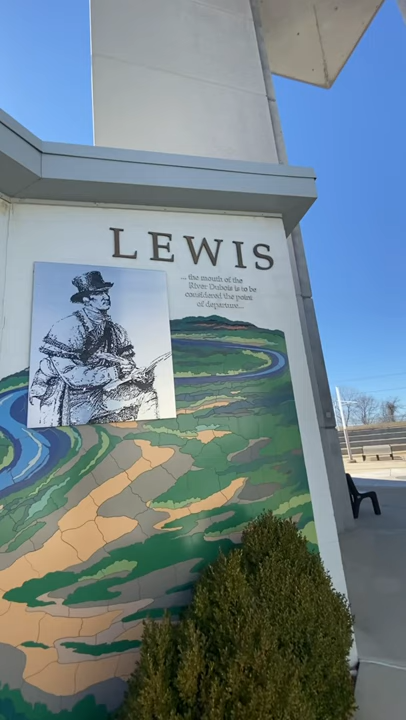 LEWIS
... the mouth of the
River Dubois is to be
considered the point
of departure...